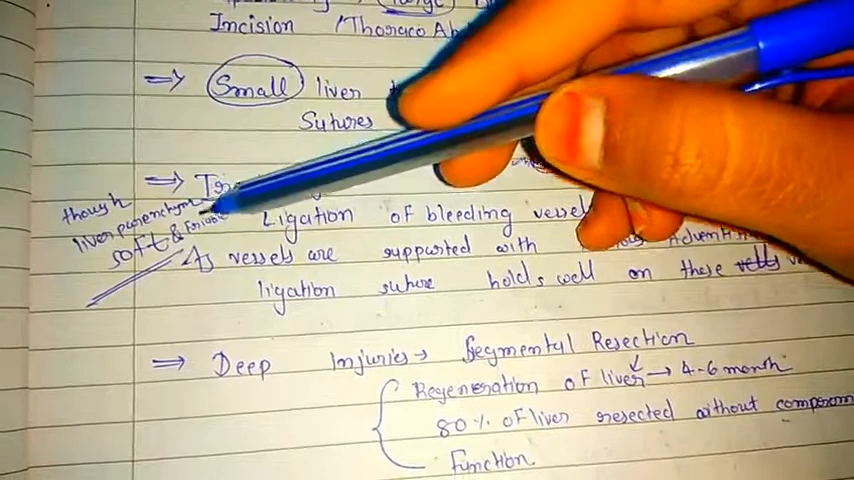 Incision (Thoraco Ab
⇒ Small liver
Sutures
⇒
though
liver parenchyma
soft & friable
Ligation of bleeding vessel
As vessels are supported with
ligation suture holds well on these
⇒ Deep Injuries → Segmental Resection
Regeneration of liver → 4-6 month
80% of liver resected without
function